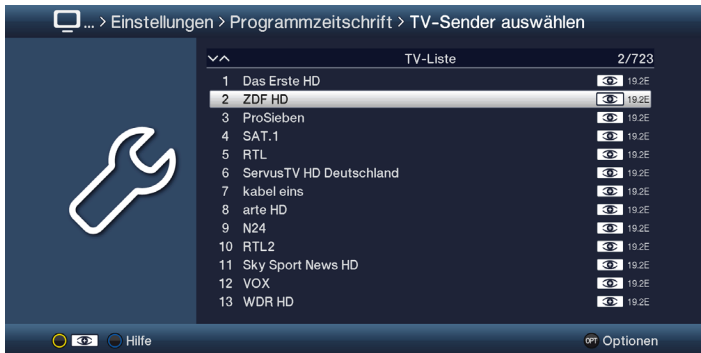 ... > Einstellungen > Programmzeitschrift > TV-Sender auswählen
TV-Liste 2/723
1 Das Erste HD 19.2E
2 ZDF HD 19.2E
3 ProSieben 19.2E
4 SAT.1 19.2E
5 RTL 19.2E
6 ServusTV HD Deutschland 19.2E
7 kabel eins 19.2E
8 arte HD 19.2E
9 N24 19.2E
10 RTL2 19.2E
11 Sky Sport News HD 19.2E
12 VOX 19.2E
13 WDR HD 19.2E
Hilfe OPT Optionen